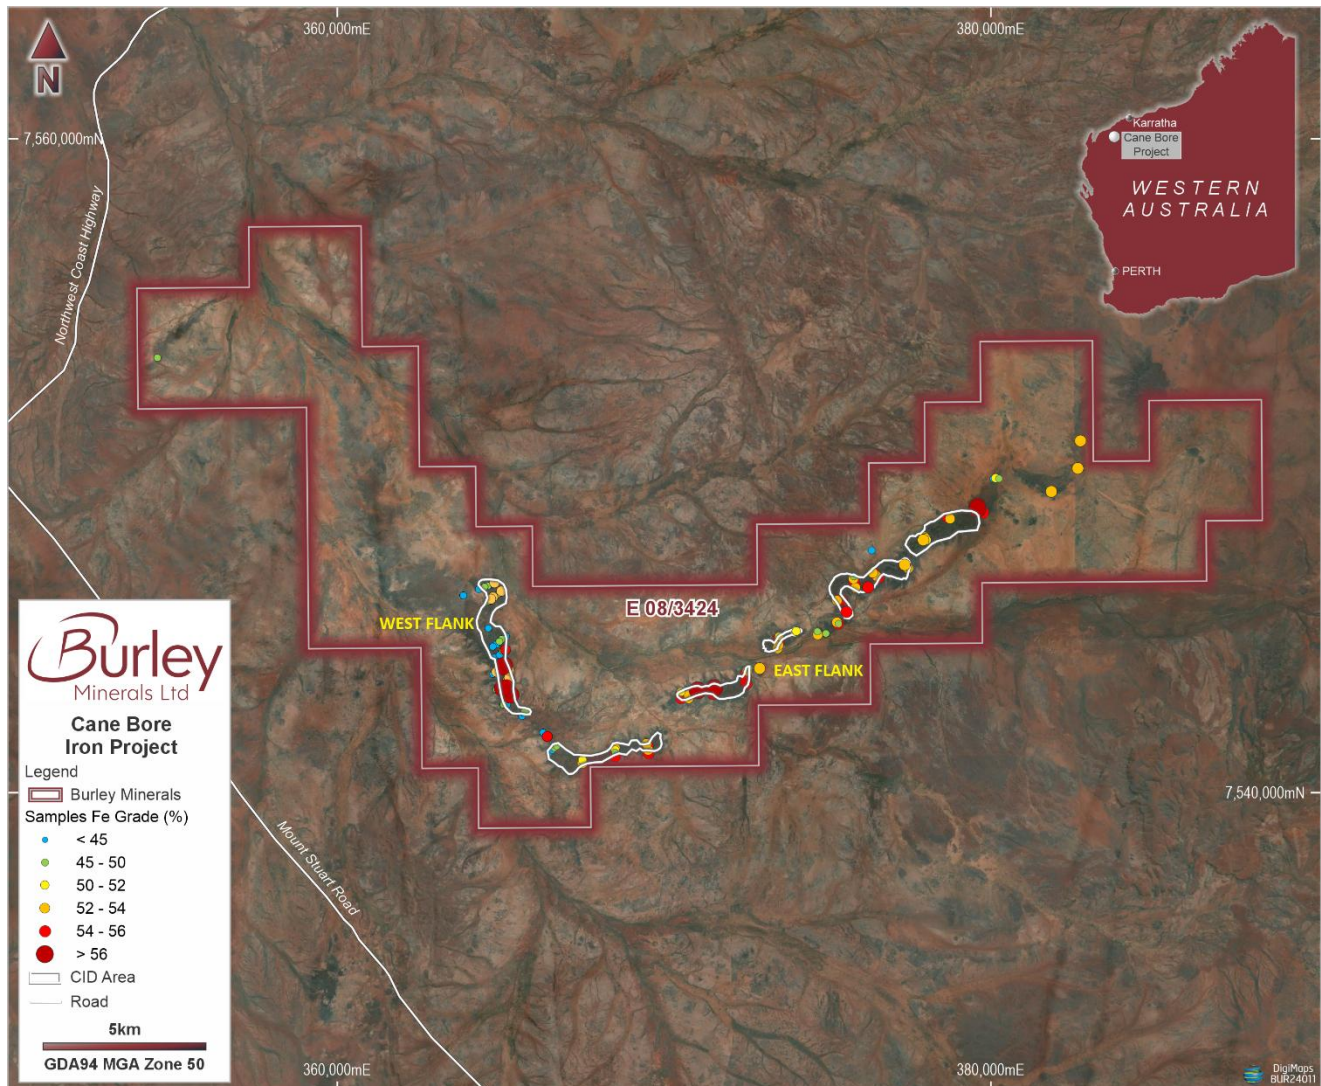 360,000mE
380,000mE
N
7,560,000mN
Karratha
Cane Bore
Project
WESTERN
AUSTRALIA
PERTH
Northwest Coast Highway
E 08/3424
WEST FLANK
EAST FLANK
Burley
Minerals Ltd
Cane Bore
Iron Project
Legend
Burley Minerals
Samples Fe Grade (%)
< 45
45 - 50
50 - 52
52 - 54
54 - 56
> 56
CID Area
Road
5km
GDA94 MGA Zone 50
Mount Stuart Road
7,540,000mN
360,000mE
380,000mE
DigiMaps
BUR24011